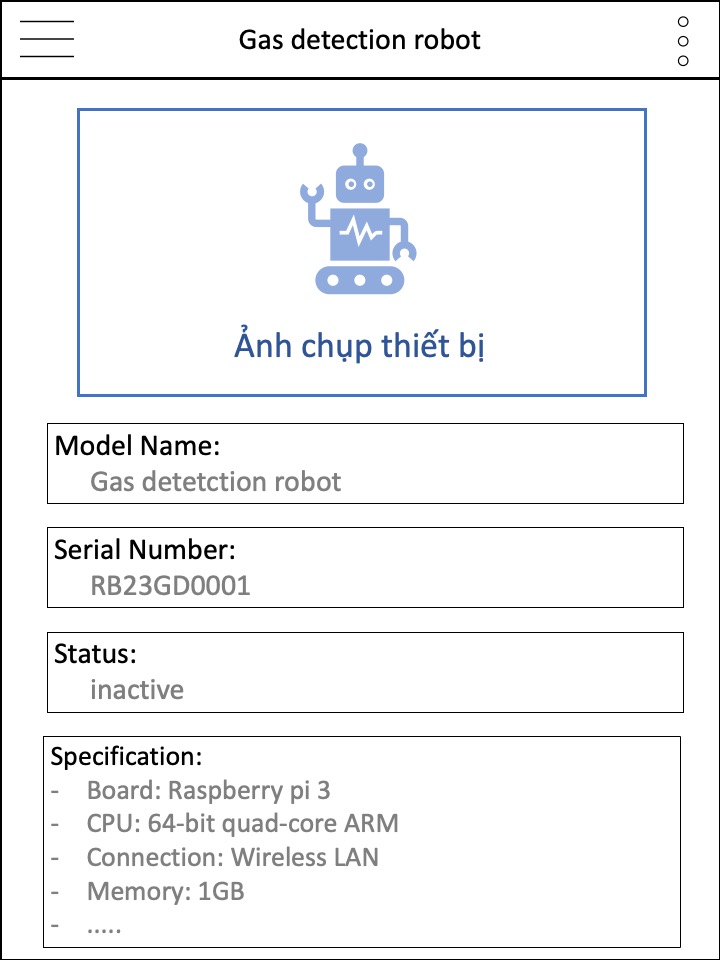 Gas detection robot
Ảnh chụp thiết bị
Model Name:
Gas detetction robot
Serial Number:
RB23GD0001
Status:
inactive
Specification:
- Board: Raspberry pi 3
- CPU: 64-bit quad-core ARM
- Connection: Wireless LAN
- Memory: 1GB
- .....